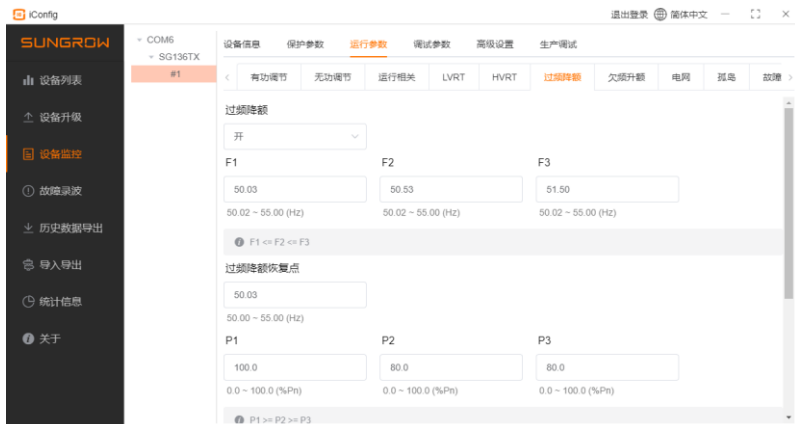 iConfig
退出登录 简体中文
SUNGROW
设备列表
设备升级
设备监控
故障录波
历史数据导出
导入导出
统计信息
关于
COM6
SG136TX
#1
设备信息 保护参数 运行参数 调试参数 高级设置 生产调试
有功调节 无功调节 运行相关 LVRT HVRT 过频降额 欠频升额 电网 孤岛 故障
过频降额
开
F1 F2 F3
50.03 50.53 51.50
50.02 ~ 55.00 (Hz) 50.02 ~ 55.00 (Hz) 50.02 ~ 55.00 (Hz)
F1 <= F2 <= F3
过频降额恢复点
50.03
50.00 ~ 55.00 (Hz)
P1 P2 P3
100.0 80.0 80.0
0.0 ~ 100.0 (%Pn) 0.0 ~ 100.0 (%Pn) 0.0 ~ 100.0 (%Pn)
P1 >= P2 >= P3